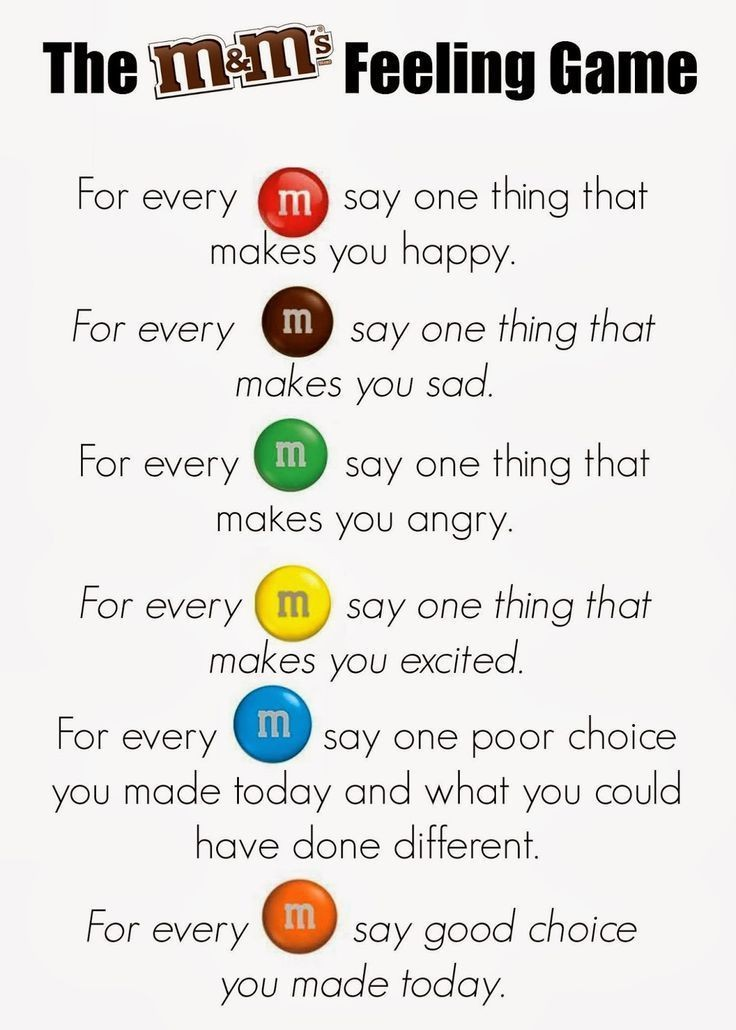 The m&m's Feeling Game
For every m say one thing that
makes you happy.
For every m say one thing that
makes you sad.
For every m say one thing that
makes you angry.
For every m say one thing that
makes you excited.
For every m say one poor choice
you made today and what you could
have done different.
For every m say good choice
you made today.